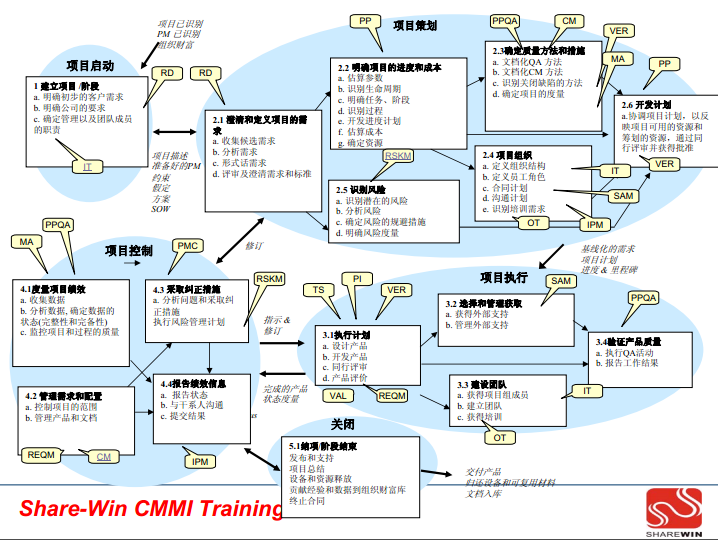 项目已识别
PM 已识别
组织财富
项目启动
RD
1 建立项目 /阶段
a. 明确初步的客户需求
b. 明确公司的要求
c. 确定管理以及团队成员
的职责
IT
项目描述
准备好的PM
约束
假定
方案
SOW
项目策划
RD
2.1 澄清和定义项目的需
求
a. 收集候选需求
b. 分析需求
c. 形式话需求
d. 评审及澄清需求和标准
PP
2.2 明确项目的进度和成本
a. 估算参数
b. 识别生命周期
c. 明确任务、阶段
d. 识别过程
e. 开发进度计划
f. 估算成本
g. 确定资源
RSKM
2.5 识别风险
a. 识别潜在的风险
b. 分析风险
c. 确定风险的规避措施
d. 明确风险度量
PPQA
CM
VER
MA
2.3确定质量方法和措施
a. 文档化QA 方法
b. 文档化CM 方法
c. 识别关闭缺陷的方法
d. 确定项目的度量
2.4 项目组织
a. 定义组织结构
b. 定义员工角色
c. 合同计划
d. 沟通计划
e. 识别培训需求
IT
SAM
OT
IPM
PP
2.6 开发计划
a.协调项目计划，以反
映项目可用的资源和
筹划的资源，通过同
行评审并获得批准
VER
修订
基线化的需求
项目计划
进度 & 里程碑
项目控制
MA
PPQA
PMC
RSKM
4.1度量项目绩效
a. 收集数据
b. 分析数据, 确定数据的
状态(完整性和完备性)
c. 监控项目和过程的质量
4.3 采取纠正措施
a. 分析问题和采取纠
正措施
执行风险管理计划
4.2 管理需求和配置
a. 控制项目的范围
b. 管理产品和文档
REQM
CM
4.4报告绩效信息
a. 报告状态
b. 与干系人沟通
c. 提交结果
IPM
指示 &
修订
完成的产品
状态度量
es
项目执行
TS
PI
VER
3.1执行计划
a. 设计产品
b. 开发产品
c. 同行评审
d. 产品评价
VAL
REQM
SAM
3.2 选择和管理获取
a. 获得外部支持
b. 管理外部支持
3.3 建设团队
a. 获得项目组成员
b. 建立团队
c. 获得培训
IT
OT
PPQA
3.4验证产品质量
a. 执行QA活动
b. 报告工作结果
关闭
5.1结项/阶段结束
发布和支持
项目总结
设备和资源释放
贡献经验和数据到组织财富库
终止合同
交付产品
归还设备和可复用材料
文档入库
Share-Win CMMI Training
SHAREWIN